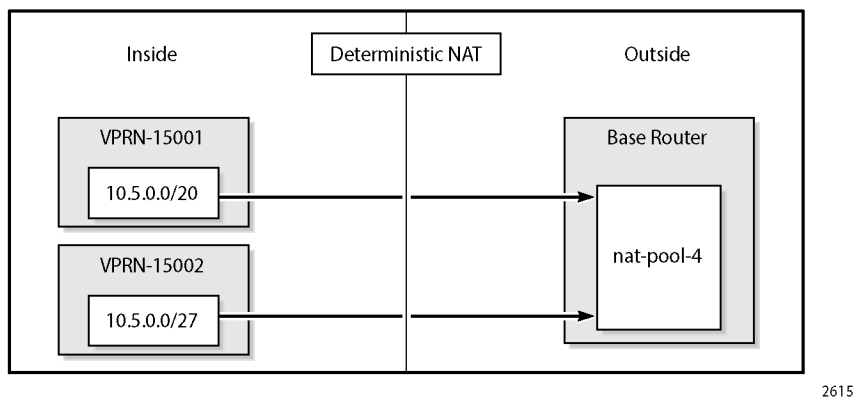 Inside
Deterministic NAT
Outside
VPRN-15001
10.5.0.0/20
VPRN-15002
10.5.0.0/27
Base Router
nat-pool-4
2615